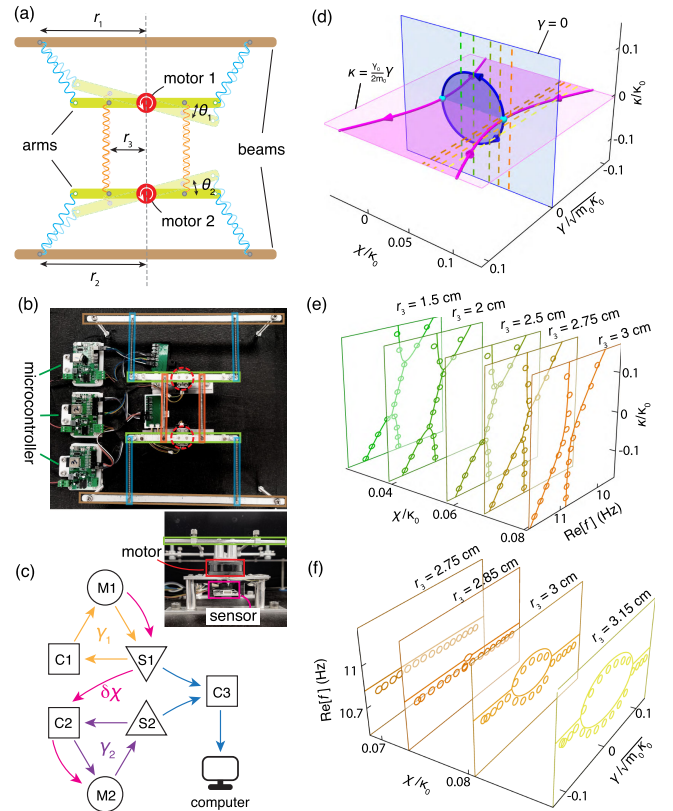 (a)
r1
motor 1
θ1
arms
r3
beams
θ2
motor 2
r2
(b)
microcontroller
motor
sensor
(c)
M1
γ1
C1
S1
δχ
C3
C2
S2
γ2
M2
computer
(d)
γ = 0
κ = γ0/2m0 γ
0.1
0
-0.1
κ/κ0
-0.1
0
0.1
γ/√m0κ0
0
0.05
0.1
χ/κ0
(e)
r3 = 1.5 cm
r3 = 2 cm
r3 = 2.5 cm
r3 = 2.75 cm
r3 = 3 cm
0.1
0
-0.1
κ/κ0
0.04
0.06
0.08
χ/κ0
11
10
Re[f] (Hz)
(f)
r3 = 2.75 cm
r3 = 2.85 cm
r3 = 3 cm
r3 = 3.15 cm
11
10.7
Re[f] (Hz)
0.07
0.08
χ/κ0
-0.1
0
0.1
γ/√m0κ0